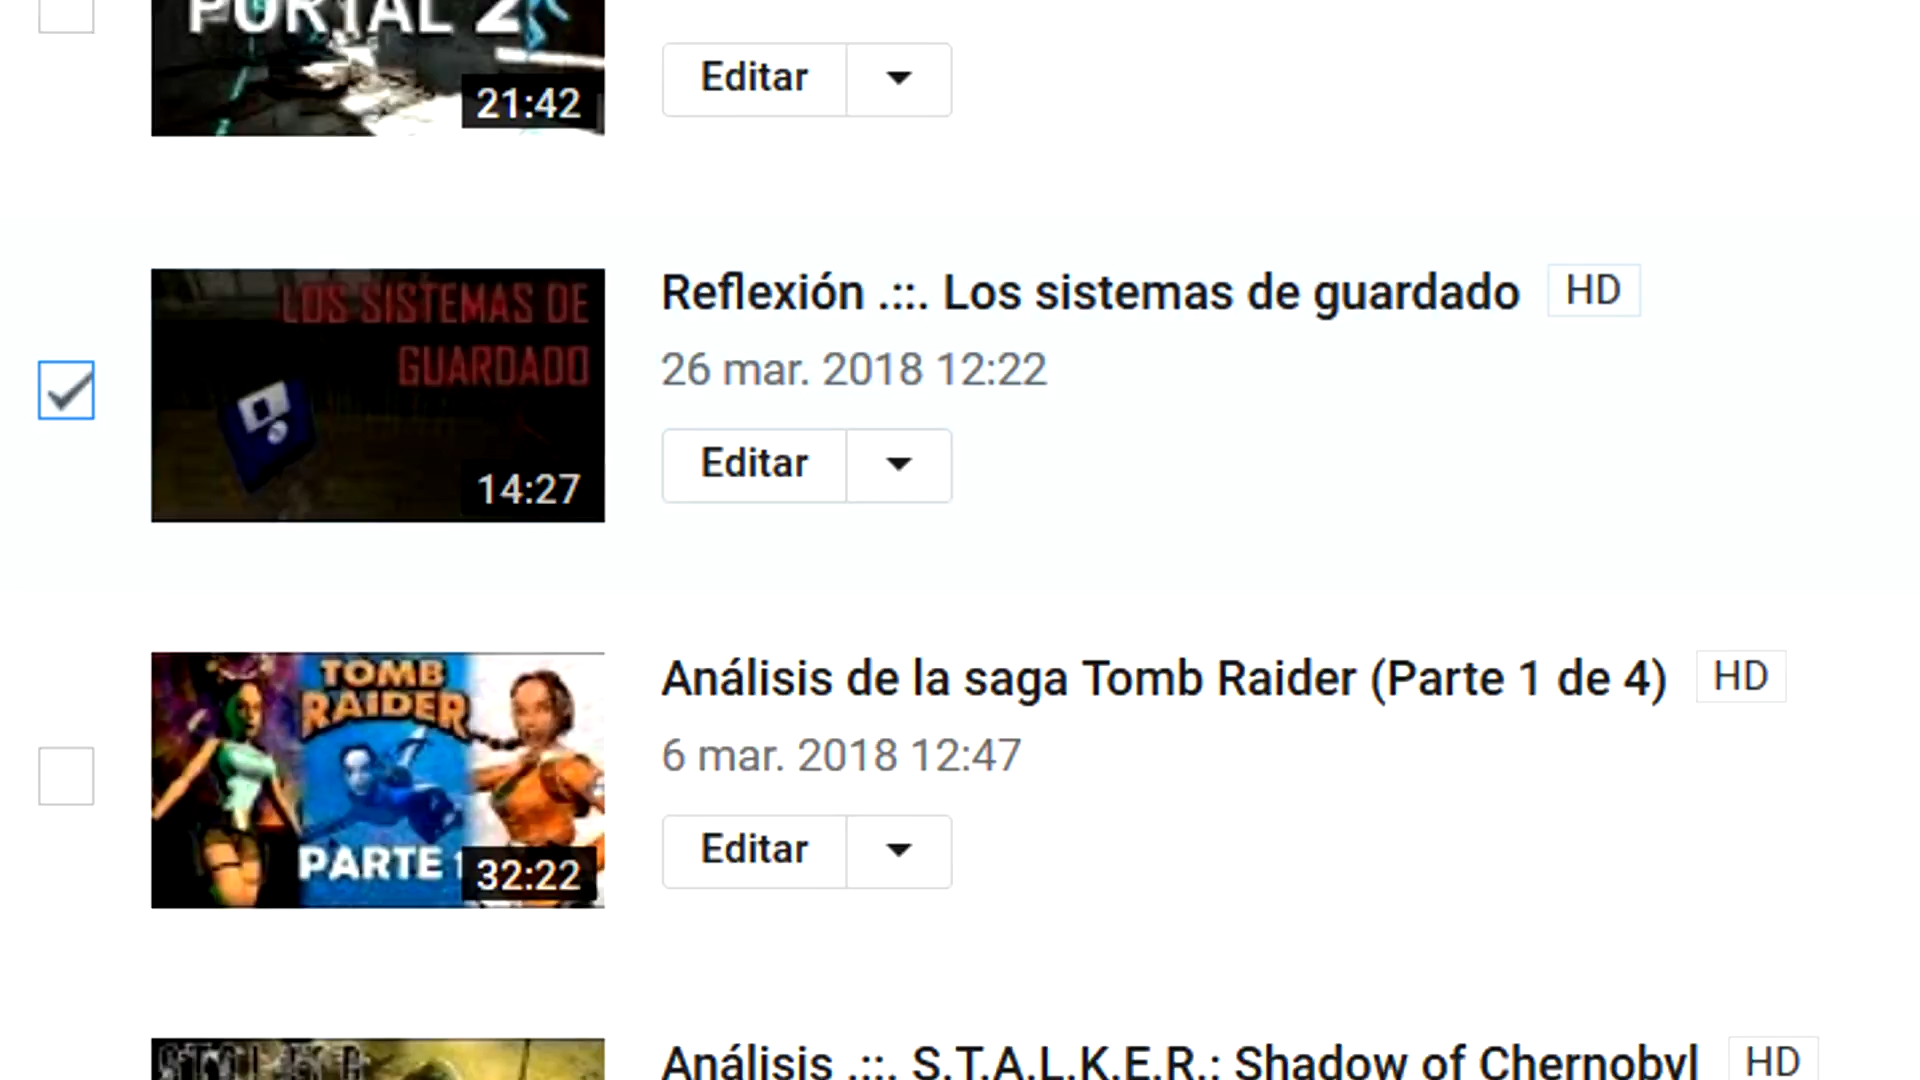 PORTAL 2
21:42
Editar
LOS SISTEMAS DE
GUARDADO
14:27
Reflexión .::. Los sistemas de guardado HD
26 mar. 2018 12:22
Editar
TOMB
RAIDER
PARTE 1
32:22
Análisis de la saga Tomb Raider (Parte 1 de 4) HD
6 mar. 2018 12:47
Editar
S.T.A.L.K.E.R
Análisis .::. S.T.A.L.K.E.R.: Shadow of Chernobyl HD